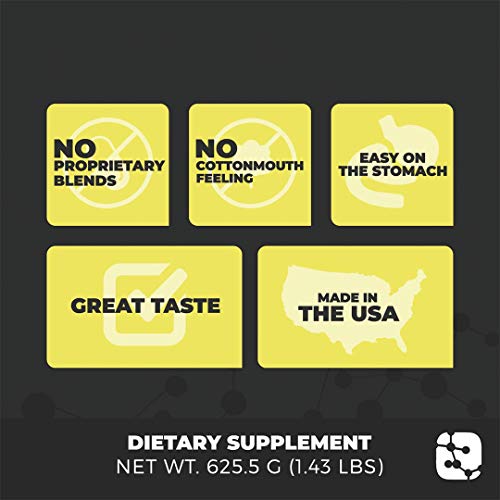 NO
PROPRIETARY
BLENDS
NO
COTTONMOUTH
FEELING
EASY ON
THE STOMACH
GREAT TASTE
MADE IN
THE USA
DIETARY SUPPLEMENT
NET WT. 625.5 G (1.43 LBS)